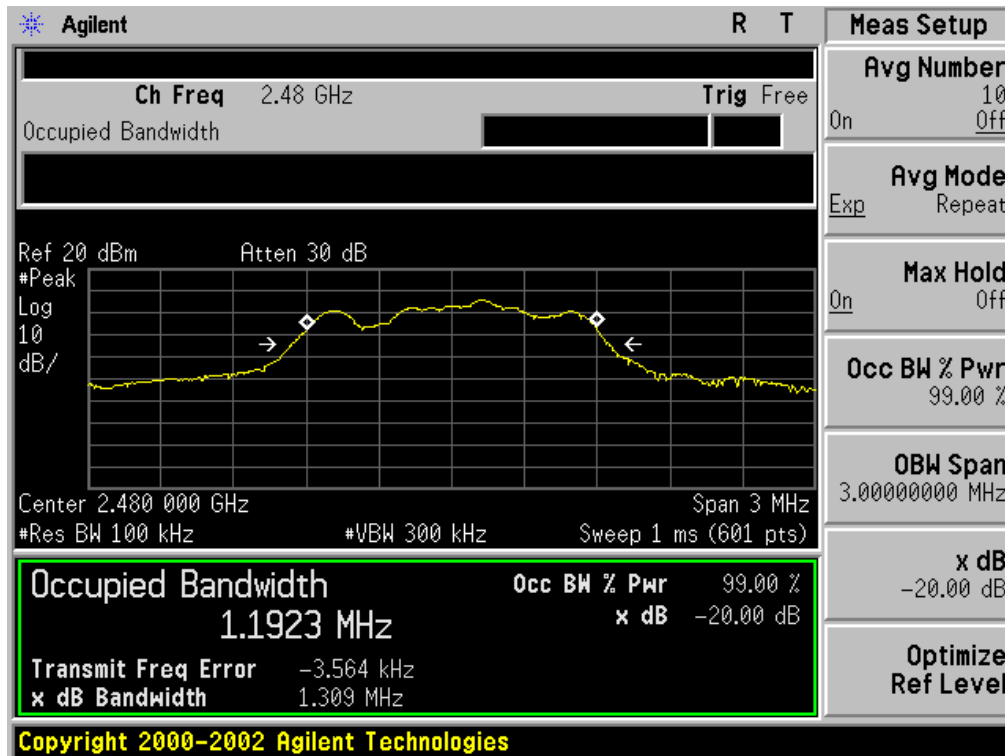 Agilent R T
Ch Freq 2.48 GHz Trig Free
Occupied Bandwidth
Ref 20 dBm Atten 30 dB
#Peak
Log
10
dB/
Center 2.480 000 GHz Span 3 MHz
#Res BW 100 kHz #VBW 300 kHz Sweep 1 ms (601 pts)
Occupied Bandwidth
1.1923 MHz
Occ BW % Pwr 99.00 %
x dB -20.00 dB
Transmit Freq Error -3.564 kHz
x dB Bandwidth 1.309 MHz
Copyright 2000-2002 Agilent Technologies
Meas Setup
Avg Number
10
On Off
Avg Mode
Exp Repeat
Max Hold
On Off
Occ BW % Pwr
99.00 %
OBW Span
3.00000000 MHz
x dB
-20.00 dB
Optimize
Ref Level